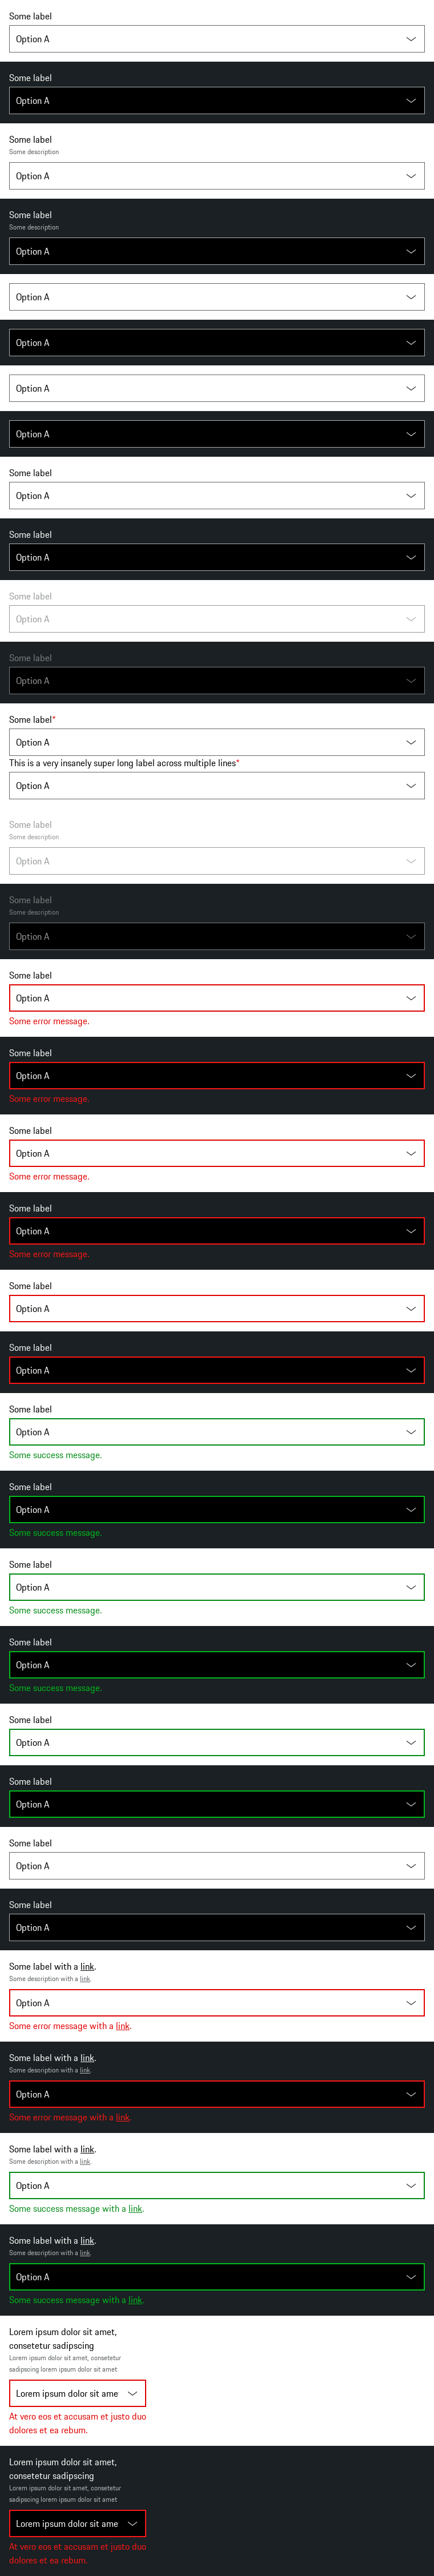 Some label
Option A
Some label
Option A
Some label
Some description
Option A
Some label
Some description
Option A
Option A
Option A
Option A
Option A
Some label
Option A
Some label
Option A
Some label
Option A
Some label
Option A
Some label*
Option A
This is a very insanely super long label across multiple lines*
Option A
Some label
Some description
Option A
Some label
Some description
Option A
Some label
Option A
Some error message.
Some label
Option A
Some error message.
Some label
Option A
Some error message.
Some label
Option A
Some error message.
Some label
Option A
Some label
Option A
Some label
Option A
Some success message.
Some label
Option A
Some success message.
Some label
Option A
Some success message.
Some label
Option A
Some success message.
Some label
Option A
Some label
Option A
Some label
Option A
Some label
Option A
Some label with a link.
Some description with a link.
Option A
Some error message with a link.
Some label with a link.
Some description with a link.
Option A
Some error message with a link.
Some label with a link.
Some description with a link.
Option A
Some success message with a link.
Some label with a link.
Some description with a link.
Option A
Some success message with a link.
Lorem ipsum dolor sit amet,
consetetur sadipscing
Lorem ipsum dolor sit amet, consetetur
sadipscing lorem ipsum dolor sit amet
Lorem ipsum dolor sit ame
At vero eos et accusam et justo duo
dolores et ea rebum.
Lorem ipsum dolor sit amet,
consetetur sadipscing
Lorem ipsum dolor sit amet, consetetur
sadipscing lorem ipsum dolor sit amet
Lorem ipsum dolor sit ame
At vero eos et accusam et justo duo
dolores et ea rebum.